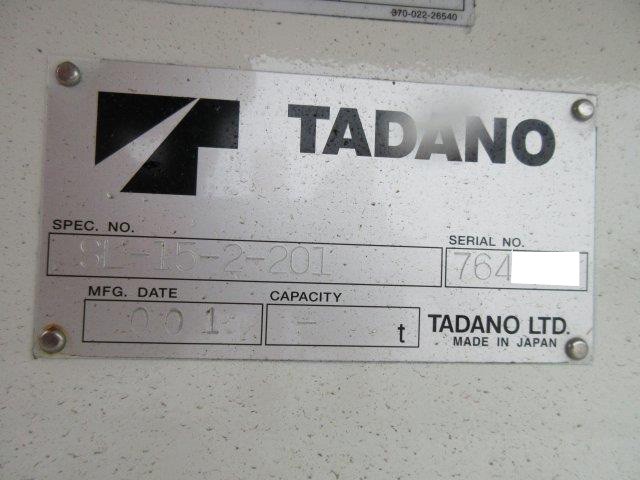 370-022-26540
TADANO
SPEC. NO.
SL-15-2-201
SERIAL NO.
764
MFG. DATE
001
CAPACITY
- t
TADANO LTD.
MADE IN JAPAN